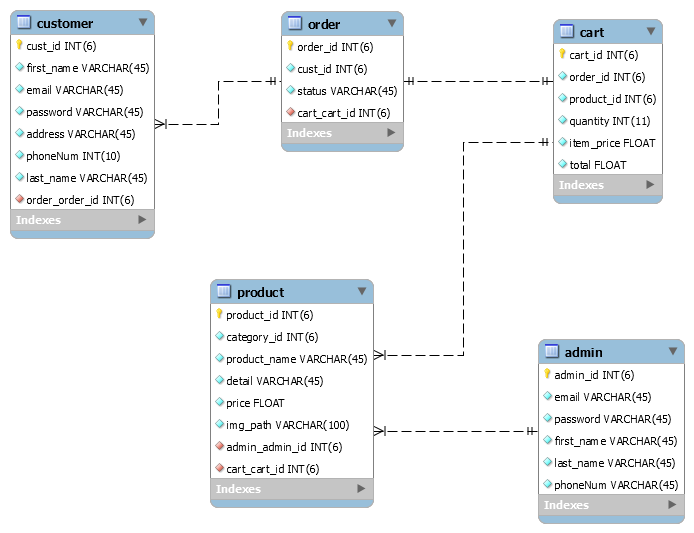 customer
cust_id INT(6)
first_name VARCHAR(45)
email VARCHAR(45)
password VARCHAR(45)
address VARCHAR(45)
phoneNum INT(10)
last_name VARCHAR(45)
order_order_id INT(6)
Indexes
order
order_id INT(6)
cust_id INT(6)
status VARCHAR(45)
cart_cart_id INT(6)
Indexes
cart
cart_id INT(6)
order_id INT(6)
product_id INT(6)
quantity INT(11)
item_price FLOAT
total FLOAT
Indexes
product
product_id INT(6)
category_id INT(6)
product_name VARCHAR(45)
detail VARCHAR(45)
price FLOAT
img_path VARCHAR(100)
admin_admin_id INT(6)
cart_cart_id INT(6)
Indexes
admin
admin_id INT(6)
email VARCHAR(45)
password VARCHAR(45)
first_name VARCHAR(45)
last_name VARCHAR(45)
phoneNum VARCHAR(45)
Indexes